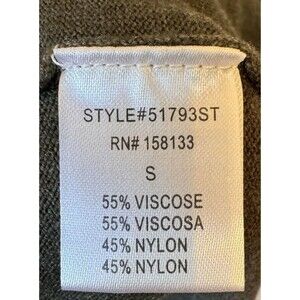 STYLE#51793ST
RN# 158133
S
55% VISCOSE
55% VISCOSA
45% NYLON
45% NYLON